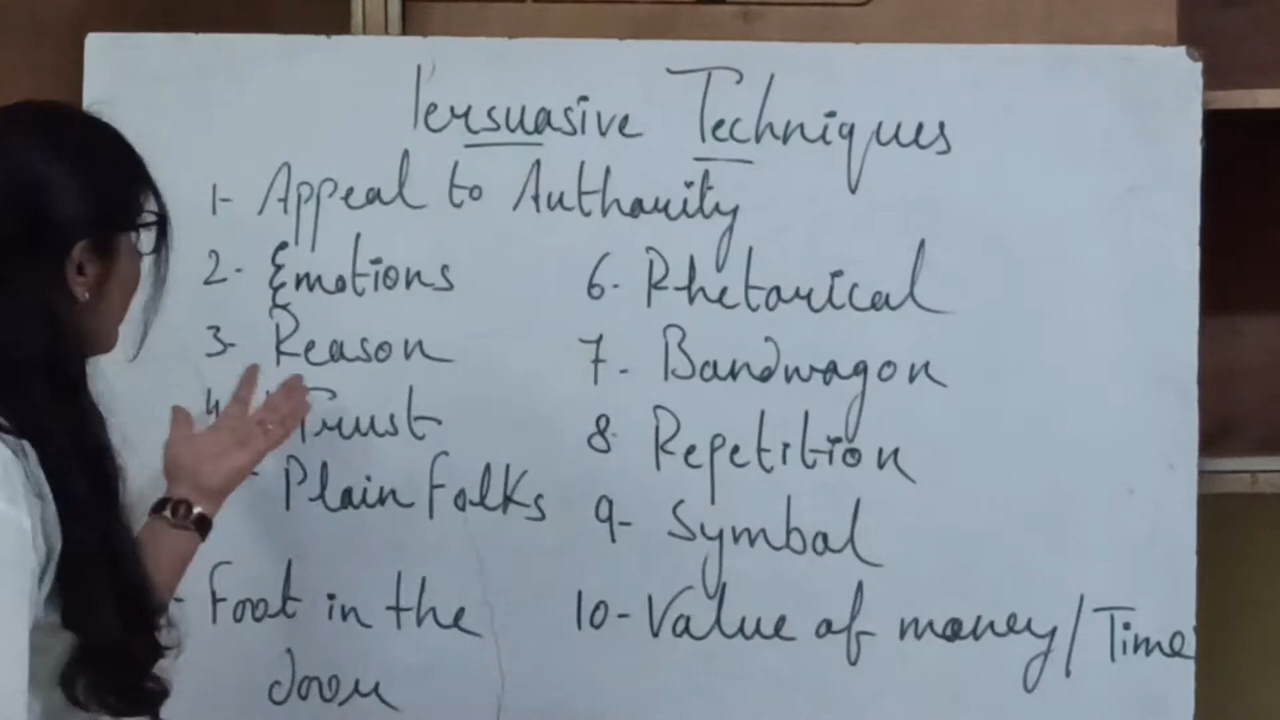 Persuasive Techniques
1- Appeal to Authority
2- Emotions
3- Reason
4 Trust
- Plain folks
- Foot in the
door
6- Rhetorical
7- Bandwagon
8- Repetition
9- Symbol
10- Value of money/Time